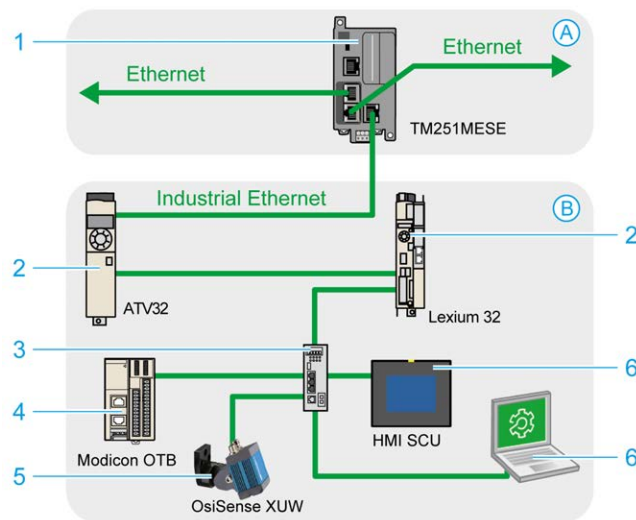 1
Ethernet
A
Ethernet
TM251MESE
Industrial Ethernet
B
2
2
ATV32
Lexium 32
3
6
4
HMI SCU
Modicon OTB
6
5
OsiSense XUW